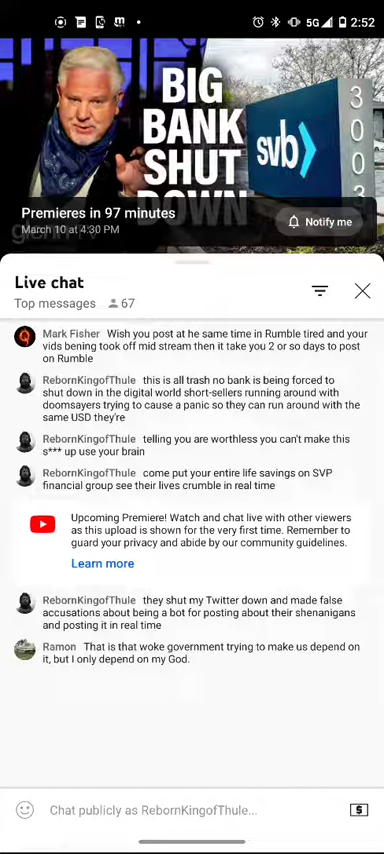 5G 2:52
BIG
BANK
SHUT
DOWN
svb
3
0
0
3
Premieres in 97 minutes
March 10 at 4:30 PM
Notify me
glenn TV
Live chat
Top messages 67
Mark Fisher Wish you post at he same time in Rumble tired and your
vids bening took off mid stream then it take you 2 or so days to post
on Rumble
RebornKingofThule this is all trash no bank is being forced to
shut down in the digital world short-sellers running around with
doomsayers trying to cause a panic so they can run around with the
same USD they're
RebornKingofThule telling you are worthless you can't make this
s*** up use your brain
RebornKingofThule come put your entire life savings on SVP
financial group see their lives crumble in real time
Upcoming Premiere! Watch and chat live with other viewers
as this upload is shown for the very first time. Remember to
guard your privacy and abide by our community guidelines.
Learn more
RebornKingofThule they shut my Twitter down and made false
accusations about being a bot for posting about their shenanigans
and posting it in real time
Ramon That is that woke government trying to make us depend on
it, but I only depend on my God.
Chat publicly as RebornKingofThule...